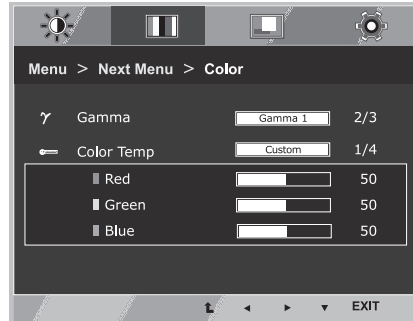 Menu > Next Menu > Color
γ Gamma Gamma 1 2/3
Color Temp Custom 1/4
Red 50
Green 50
Blue 50
EXIT